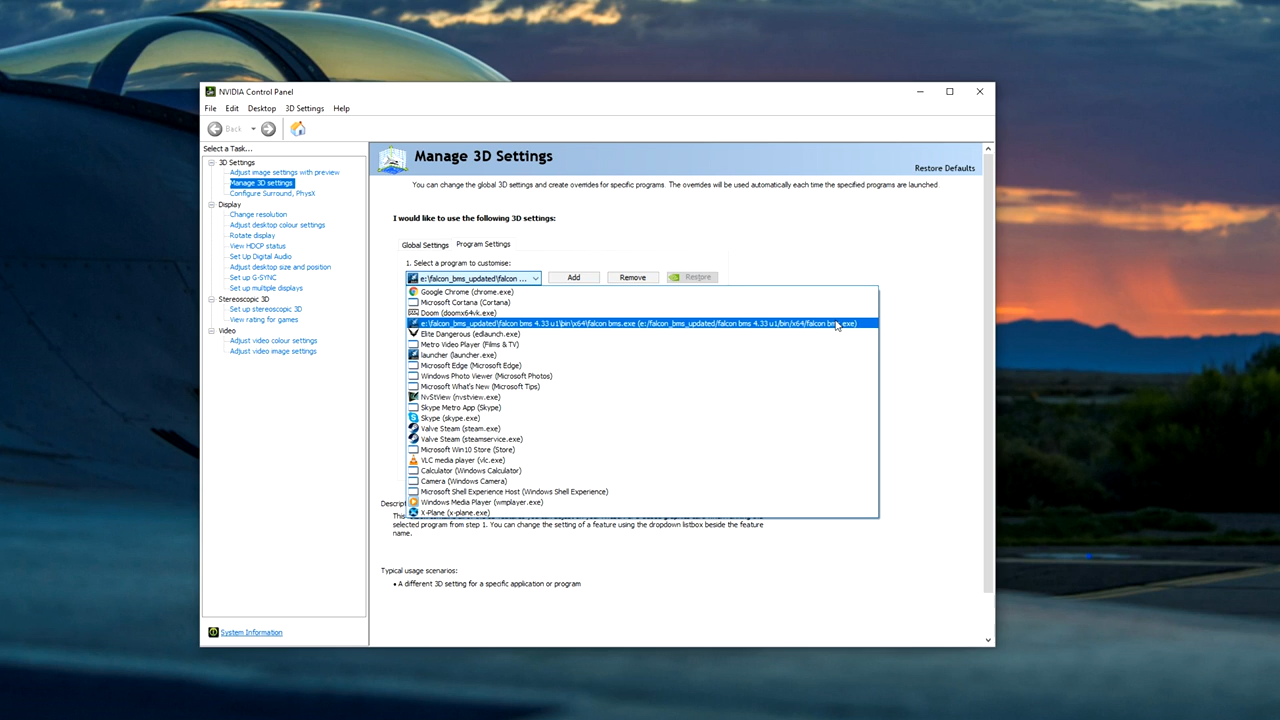 NVIDIA Control Panel
File Edit Desktop 3D Settings Help
Back
Select a Task...
3D Settings
Adjust image settings with preview
Manage 3D settings
Configure Surround, PhysX
Display
Change resolution
Adjust desktop colour settings
Rotate display
View HDCP status
Set Up Digital Audio
Adjust desktop size and position
Set up G-SYNC
Set up multiple displays
Stereoscopic 3D
Set up stereoscopic 3D
View rating for games
Video
Adjust video colour settings
Adjust video image settings
System Information
Manage 3D Settings
Restore Defaults
You can change the global 3D settings and create overrides for specific programs. The overrides will be used automatically each time the specified programs are launched
I would like to use the following 3D settings:
Global Settings Program Settings
1. Select a program to customise:
e:\falcon_bms_updated\falcon ... Add Remove Restore
Google Chrome (chrome.exe)
Microsoft Cortana (Cortana)
Doom (doomx64vk.exe)
e:\falcon_bms_updated\falcon bms 4.33 u1\bin\x64\falcon bms.exe (e:/falcon_bms_updated/falcon bms 4.33 u1/bin/x64/falcon bms.exe)
Elite Dangerous (edlaunch.exe)
Metro Video Player (Films & TV)
launcher (launcher.exe)
Microsoft Edge (Microsoft Edge)
Windows Photo Viewer (Microsoft Photos)
Microsoft What's New (Microsoft Tips)
NvStView (nvstview.exe)
Skype Metro App (Skype)
Skype (skype.exe)
Valve Steam (steam.exe)
Valve Steam (steamservice.exe)
Microsoft Win10 Store (Store)
VLC media player (vlc.exe)
Calculator (Windows Calculator)
Camera (Windows Camera)
Microsoft Shell Experience Host (Windows Shell Experience)
Windows Media Player (wmplayer.exe)
X-Plane (x-plane.exe)
Descript
This
selected program from step 1. You can change the setting of a feature using the dropdown listbox beside the feature
name.
Typical usage scenarios:
• A different 3D setting for a specific application or program